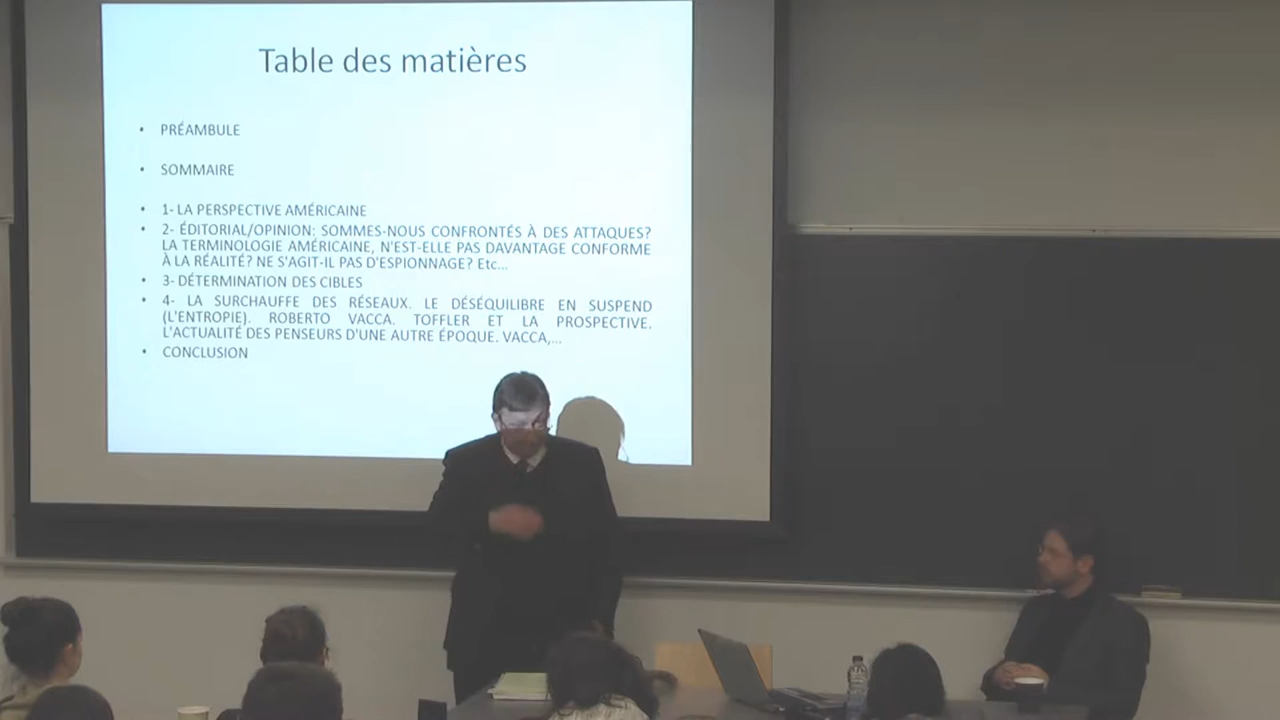 Table des matières
• PRÉAMBULE
• SOMMAIRE
• 1- LA PERSPECTIVE AMÉRICAINE
• 2- ÉDITORIAL/OPINION: SOMMES-NOUS CONFRONTÉS À DES ATTAQUES?
LA TERMINOLOGIE AMÉRICAINE, N'EST-ELLE PAS DAVANTAGE CONFORME
À LA RÉALITÉ? NE S'AGIT-IL PAS D'ESPIONNAGE? Etc...
• 3- DÉTERMINATION DES CIBLES
• 4- LA SURCHAUFFE DES RÉSEAUX. LE DÉSÉQUILIBRE EN SUSPEND
(L'ENTROPIE). ROBERTO VACCA. TOFFLER ET LA PROSPECTIVE.
L'ACTUALITÉ DES PENSEURS D'UNE AUTRE ÉPOQUE. VACCA,...
• CONCLUSION